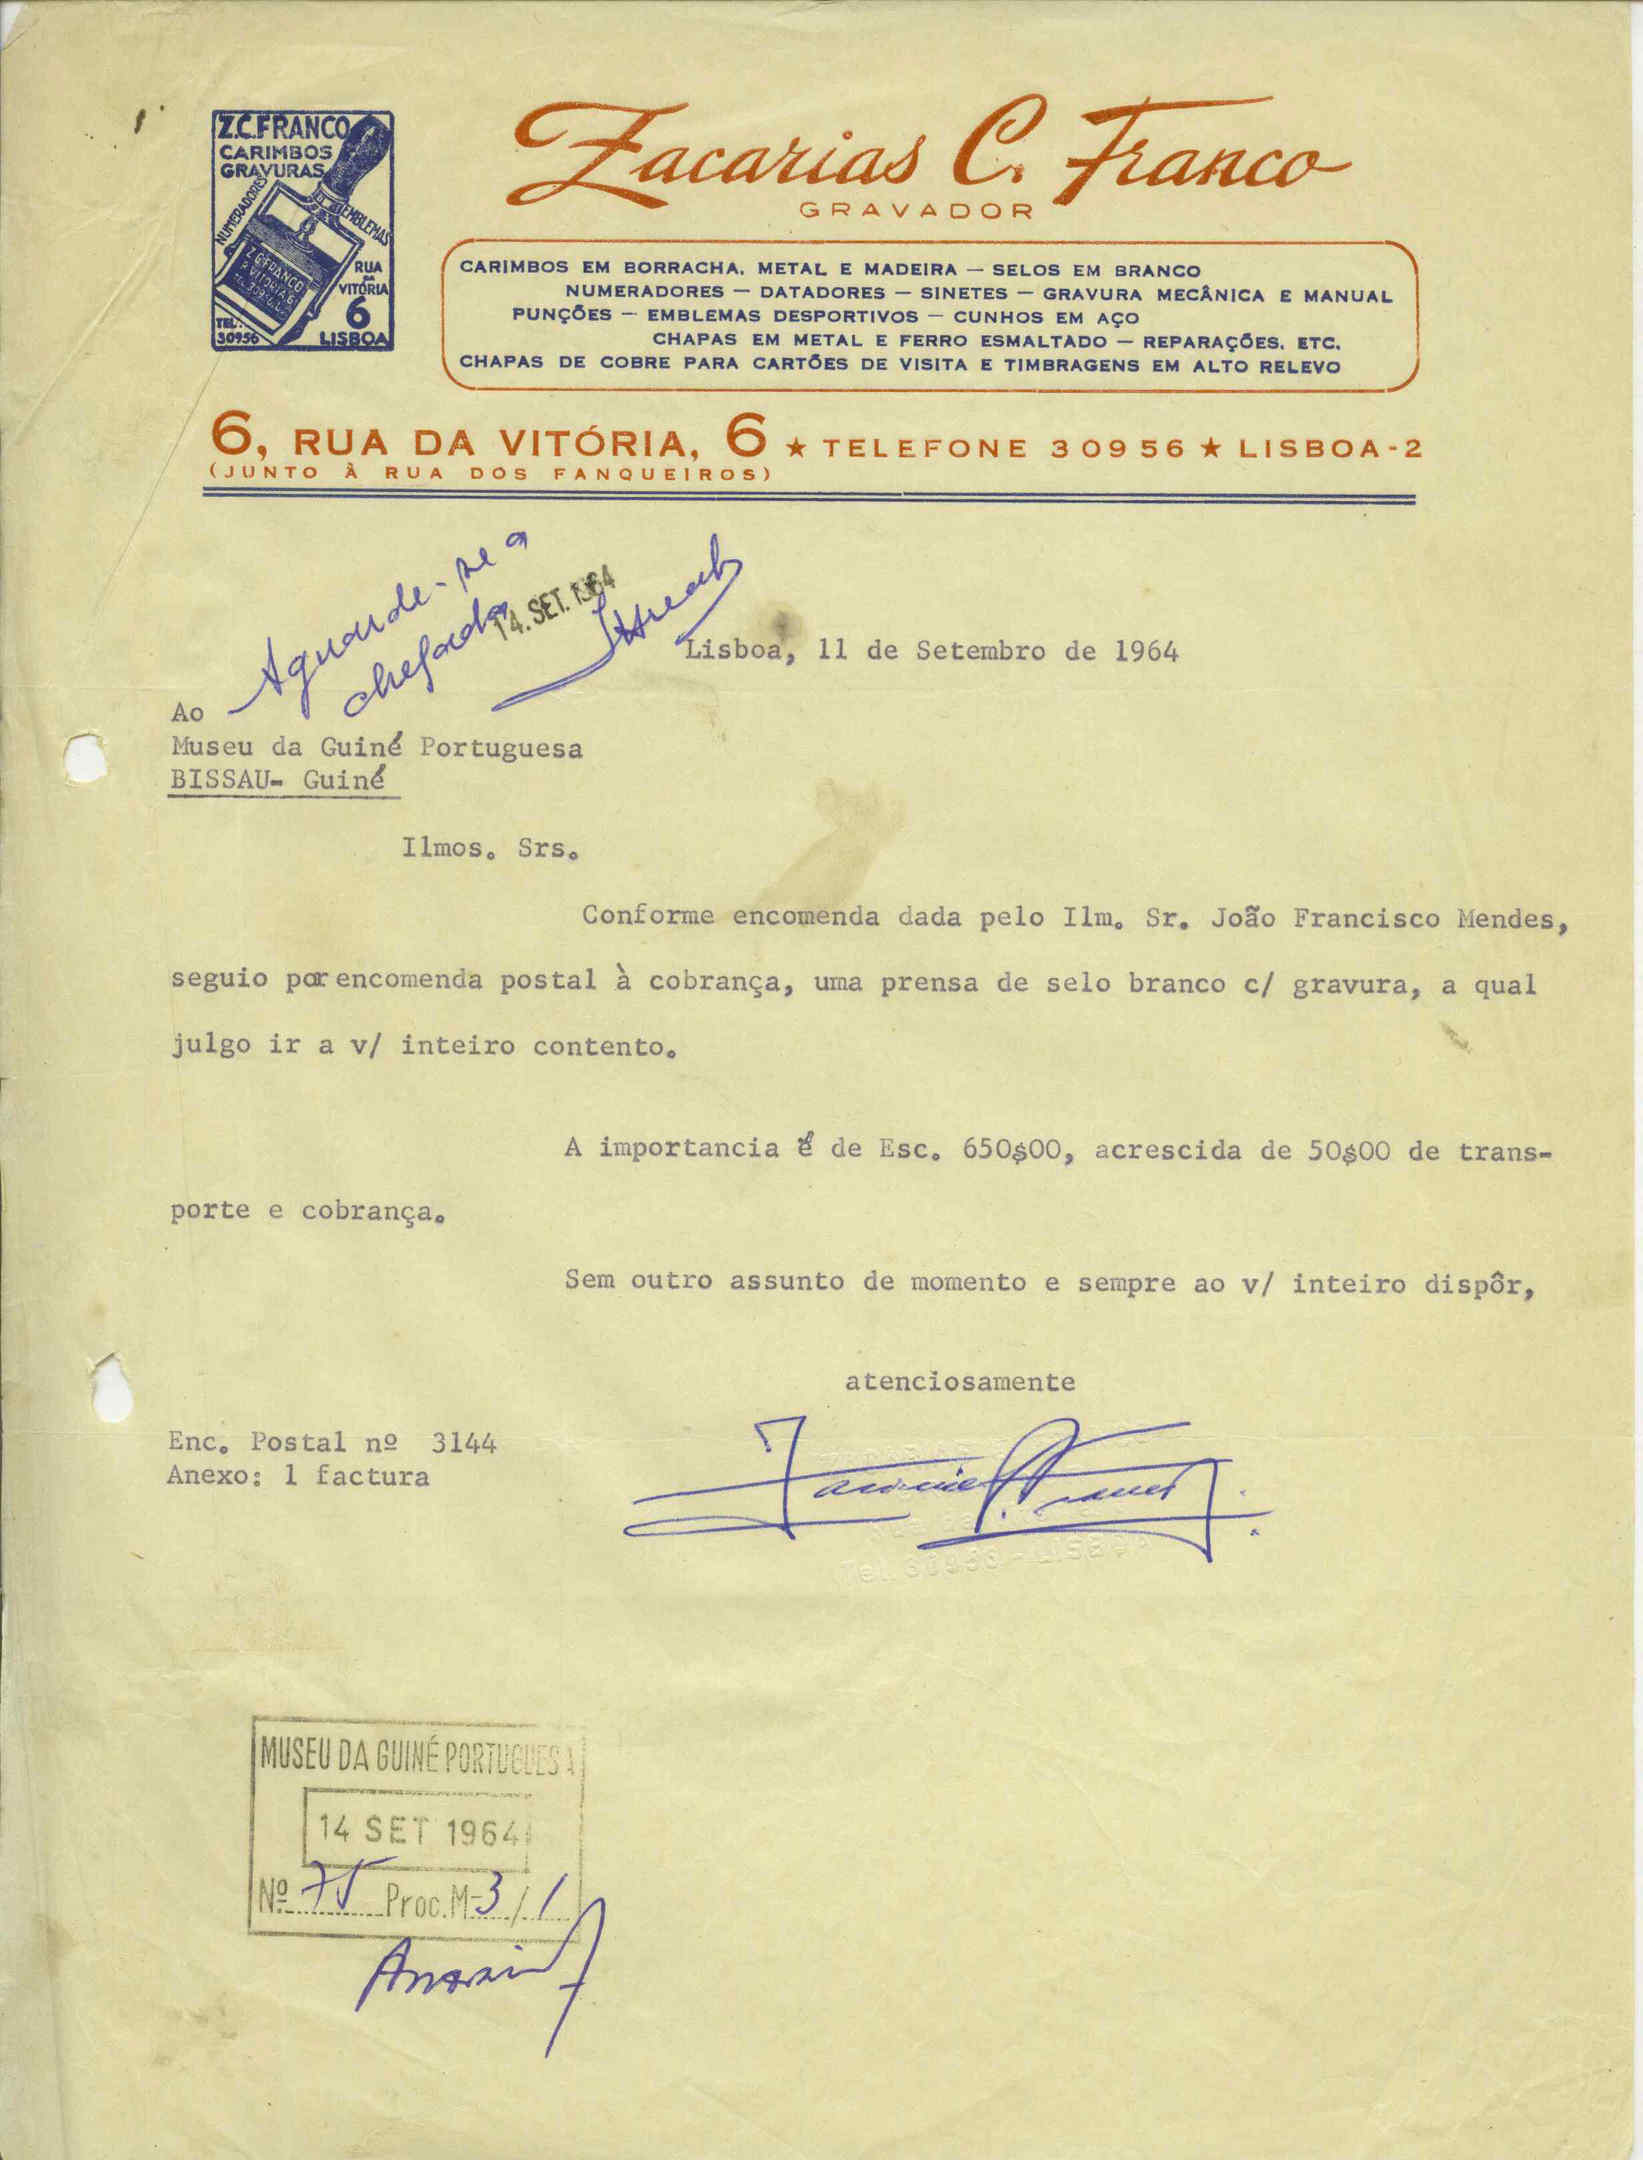 Z.C.FRANCO
CARIMBOS
GRAVURAS
NUMERADORES
EMBLEMAS
Z.C.FRANCO
R. VITORIA 6
RUA
DA
VITÓRIA
6
LISBOA
TEL.
30956
Zacarias C. Franco
GRAVADOR
CARIMBOS EM BORRACHA, METAL E MADEIRA — SELOS EM BRANCO
NUMERADORES — DATADORES — SINETES — GRAVURA MECÂNICA E MANUAL
PUNÇÕES — EMBLEMAS DESPORTIVOS — CUNHOS EM AÇO
CHAPAS EM METAL E FERRO ESMALTADO — REPARAÇÕES, ETC.
CHAPAS DE COBRE PARA CARTÕES DE VISITA E TIMBRAGENS EM ALTO RELEVO
6, RUA DA VITÓRIA, 6 ★ TELEFONE 30956 ★ LISBOA-2
(JUNTO À RUA DOS FANQUEIROS)
Aguarde-se a
chegada
14.SET.1964
Lisboa, 11 de Setembro de 1964
Ao
Museu da Guiné Portuguesa
BISSAU- Guiné
Ilmos. Srs.
Conforme encomenda dada pelo Ilm. Sr. João Francisco Mendes,
seguio por encomenda postal à cobrança, uma prensa de selo branco c/ gravura, a qual
julgo ir a v/ inteiro contento.
A importancia é de Esc. 650$00, acrescida de 50$00 de trans-
porte e cobrança.
Sem outro assunto de momento e sempre ao v/ inteiro dispôr,
atenciosamente
Enc. Postal nº 3144
Anexo: 1 factura
Zacarias C. Franco
Tel. 30956 - LISBOA
MUSEU DA GUINÉ PORTUGUESA
14 SET 1964
Nº 75 Proc. M-3/1